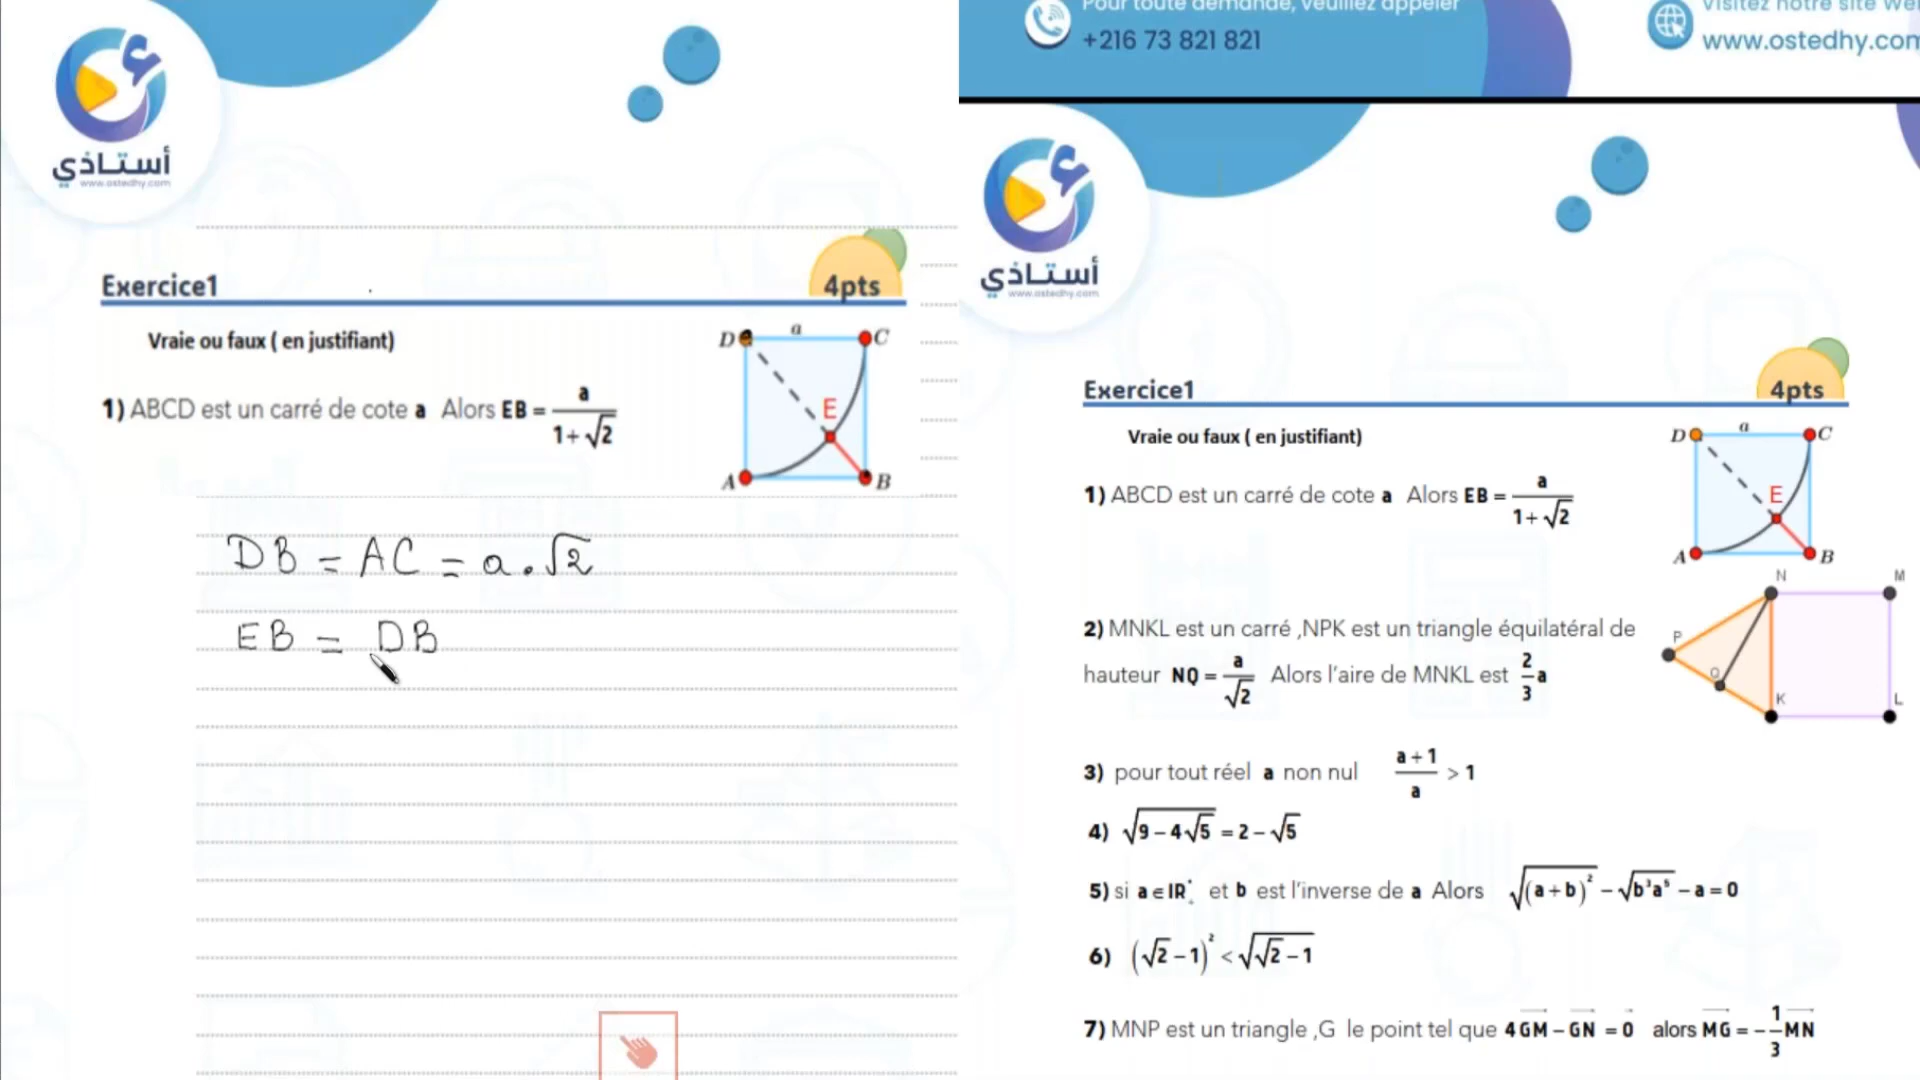 أستاذي
www.ostedhy.com
Exercice1
4pts
Vraie ou faux ( en justifiant)
D a C
1) ABCD est un carré de cote a Alors EB = a/(1+√2)
E
A B
DB = AC = a.√2
EB = DB
Pour toute demande, veuillez appeler
+216 73 821 821
Visitez notre site
www.ostedhy.com
أستاذي
www.ostedhy.com
Exercice1
4pts
Vraie ou faux ( en justifiant)
D a C
1) ABCD est un carré de cote a Alors EB = a/(1+√2)
E
A B
N M
2) MNKL est un carré ,NPK est un triangle équilatéral de
P
hauteur NQ = a/√2 Alors l'aire de MNKL est 2/3 a
Q
K L
3) pour tout réel a non nul (a+1)/a > 1
4) √(9 – 4√5) = 2 – √5
5) si a ∈ IR*₊ et b est l'inverse de a Alors √((a+b)²) – √(b³a⁵) – a = 0
6) (√2 – 1)² < √(√2 – 1)
7) MNP est un triangle ,G le point tel que 4GM – GN = 0 alors MG = –1/3 MN